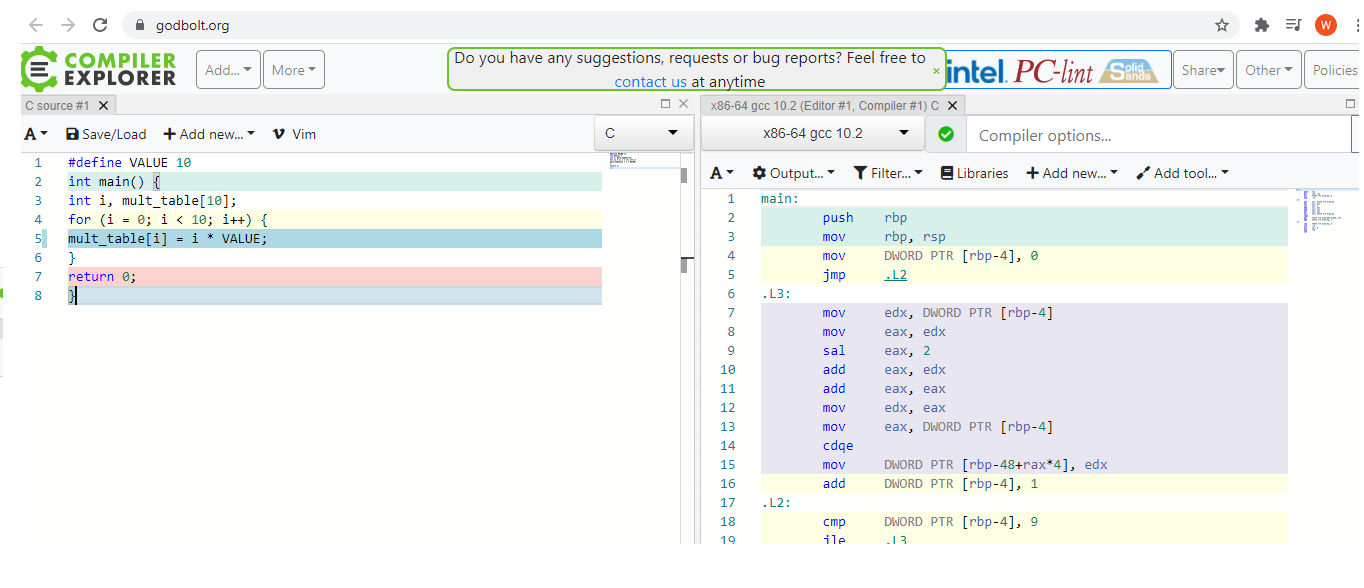 godbolt.org
W
COMPILER
EXPLORER
Add...
More
Do you have any suggestions, requests or bug reports? Feel free to
contact us at anytime
×
intel. PC-lint Solid Sands
Share
Other
Policies
C source #1 X
x86-64 gcc 10.2 (Editor #1, Compiler #1) C X
A Save/Load + Add new... Vim
C
x86-64 gcc 10.2
Compiler options...
A Output... Filter... Libraries + Add new... Add tool...
1 #define VALUE 10
2 int main() {
3 int i, mult_table[10];
4 for (i = 0; i < 10; i++) {
5 mult_table[i] = i * VALUE;
6 }
7 return 0;
8 }
1 main:
2 push rbp
3 mov rbp, rsp
4 mov DWORD PTR [rbp-4], 0
5 jmp .L2
6 .L3:
7 mov edx, DWORD PTR [rbp-4]
8 mov eax, edx
9 sal eax, 2
10 add eax, edx
11 add eax, eax
12 mov edx, eax
13 mov eax, DWORD PTR [rbp-4]
14 cdqe
15 mov DWORD PTR [rbp-48+rax*4], edx
16 add DWORD PTR [rbp-4], 1
17 .L2:
18 cmp DWORD PTR [rbp-4], 9
19 jle .L3